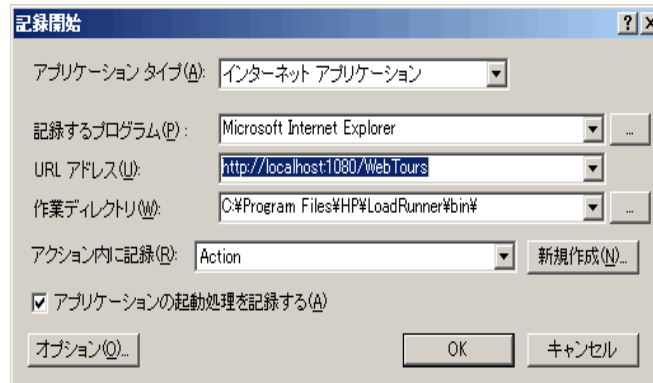 記録開始
アプリケーション タイプ(A): インターネット アプリケーション
記録するプログラム(P): Microsoft Internet Explorer ...
URL アドレス(U): http://localhost:1080/WebTours
作業ディレクトリ(W): C:¥Program Files¥HP¥LoadRunner¥bin¥ ...
アクション内に記録(R): Action 新規作成(N)...
アプリケーションの起動処理を記録する(A)
オプション(O)... OK キャンセル